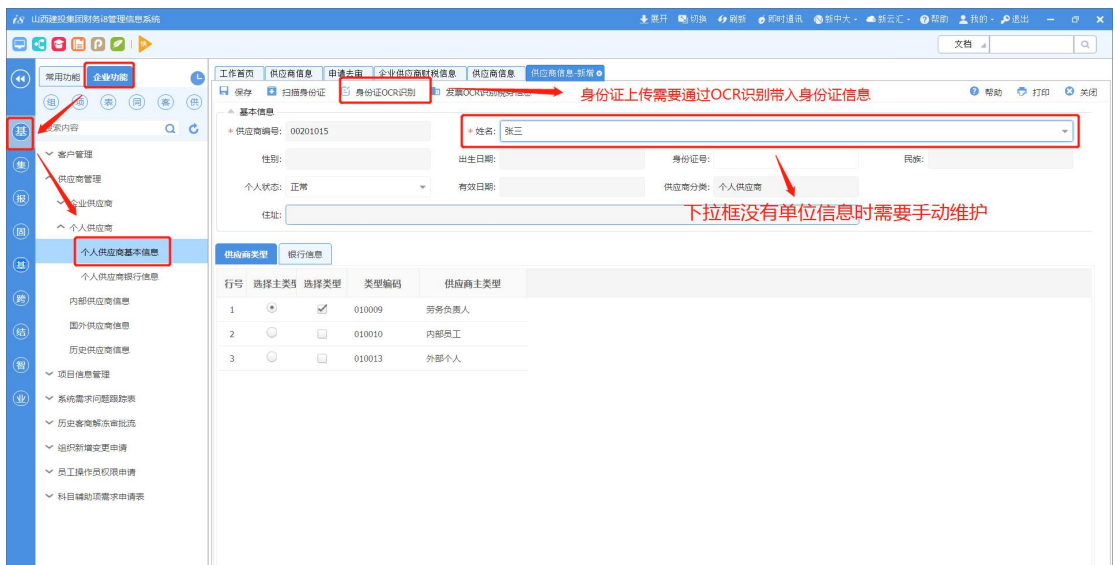 i8 山西建投集团财务i8管理信息系统
展开 切换 刷新 即时通讯 新中大 新云汇 帮助 我的 退出
文档
常用功能 企业功能
工作首页 供应商信息 申请去审 企业供应商财税信息 供应商信息 供应商信息-新增
保存 扫描身份证 身份证OCR识别 帮助 打印 关闭
身份证上传需要通过OCR识别带入身份证信息
组 项 表 同 客 供
基本信息
基 搜索内容
* 供应商编号: 00201015 * 姓名: 张三
客户管理
性别: 出生日期: 身份证号: 民族:
集
供应商管理
个人状态: 正常 有效日期: 供应商分类: 个人供应商
报
企业供应商
住址:
下拉框没有单位信息时需要手动维护
个人供应商
固
个人供应商基本信息
供应商类型 银行信息
基
个人供应商银行信息
行号 选择主类型 选择类型 类型编码 供应商主类型
跨
内部供应商信息
1 010009 劳务负责人
国外供应商信息
结
2 010010 内部员工
历史供应商信息
3 010013 外部个人
智
项目信息管理
业
系统需求问题跟踪表
历史客商解冻审批流
组织新增变更申请
员工操作员权限申请
科目辅助项需求申请表